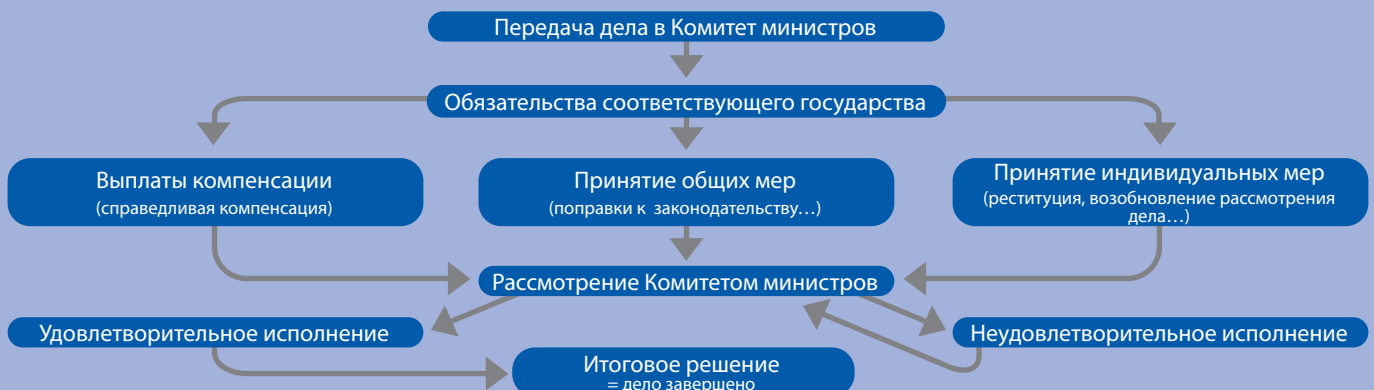 Передача дела в Комитет министров
Обязательства соответствующего государства
Выплаты компенсации
(справедливая компенсация)
Принятие общих мер
(поправки к законодательству…)
Принятие индивидуальных мер
(реституция, возобновление рассмотрения
дела…)
Рассмотрение Комитетом министров
Удовлетворительное исполнение
Неудовлетворительное исполнение
Итоговое решение
= дело завершено